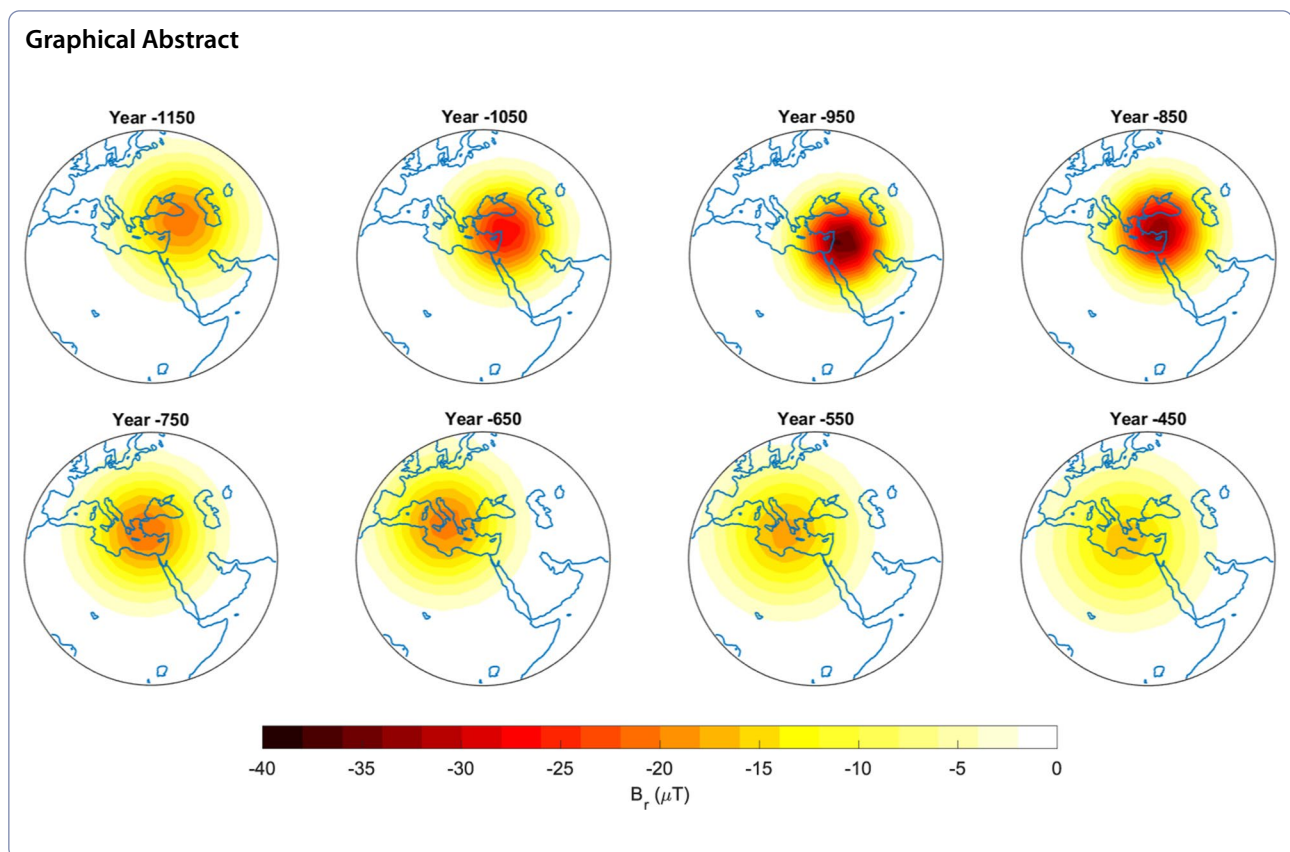 Graphical Abstract
Year -1150 Year -1050 Year -950 Year -850
Year -750 Year -650 Year -550 Year -450
-40 -35 -30 -25 -20 -15 -10 -5 0
B_r (μT)